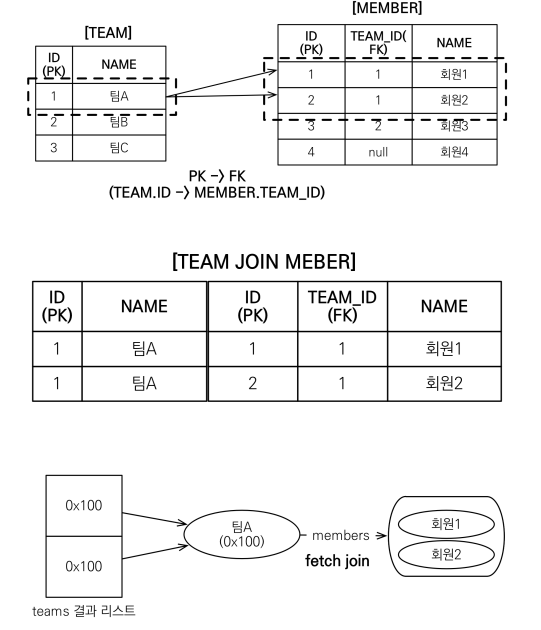 [TEAM]
ID
(PK)
NAME
1 팀A
2 팀B
3 팀C
[MEMBER]
ID
(PK)
TEAM_ID(
FK)
NAME
1 1 회원1
2 1 회원2
3 2 회원3
4 null 회원4
PK -> FK
(TEAM.ID -> MEMBER.TEAM_ID)
[TEAM JOIN MEBER]
ID
(PK)
NAME
ID
(PK)
TEAM_ID
(FK)
NAME
1 팀A 1 1 회원1
1 팀A 2 1 회원2
0x100
0x100
teams 결과 리스트
팀A
(0x100)
members
fetch join
회원1
회원2